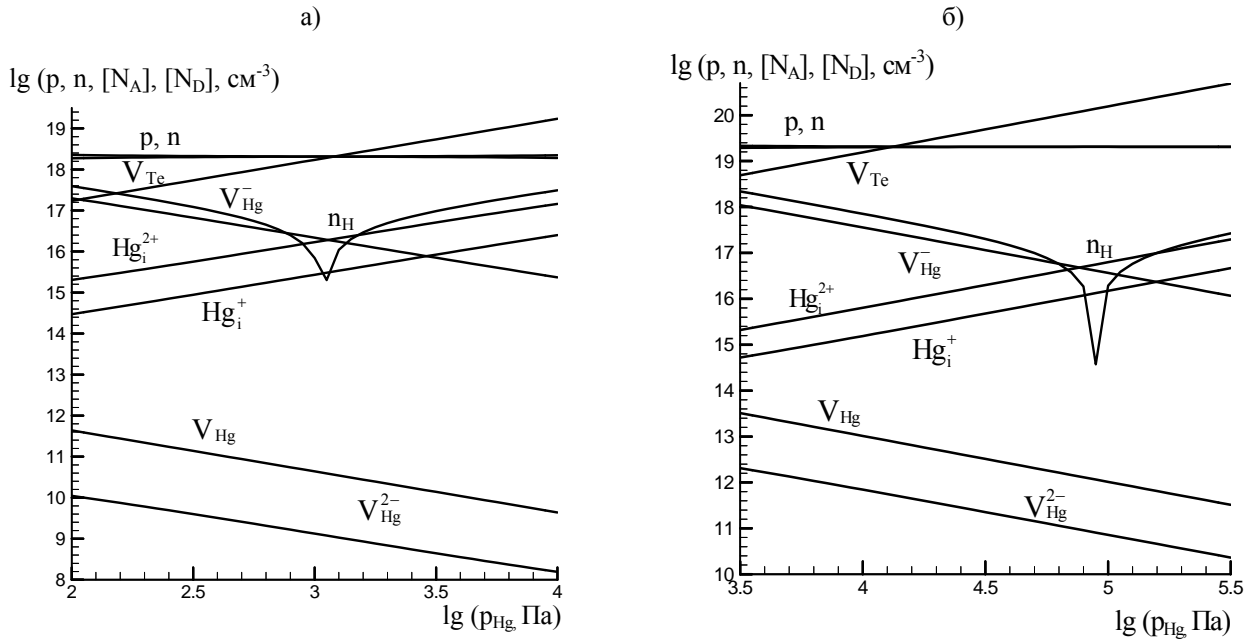 а)
lg (p, n, [N_A], [N_D], см^-3)
19
18
17
16
15
14
13
12
11
10
9
8
p, n
V_Te
V_Hg^−
n_H
Hg_i^2+
Hg_i^+
V_Hg
V_Hg^2−
2
2.5
3
3.5
4
lg (p_Hg, Па)
б)
lg (p, n, [N_A], [N_D], см^-3)
20
19
18
17
16
15
14
13
12
11
10
p, n
V_Te
V_Hg^−
n_H
Hg_i^2+
Hg_i^+
V_Hg
V_Hg^2−
3.5
4
4.5
5
5.5
lg (p_Hg, Па)